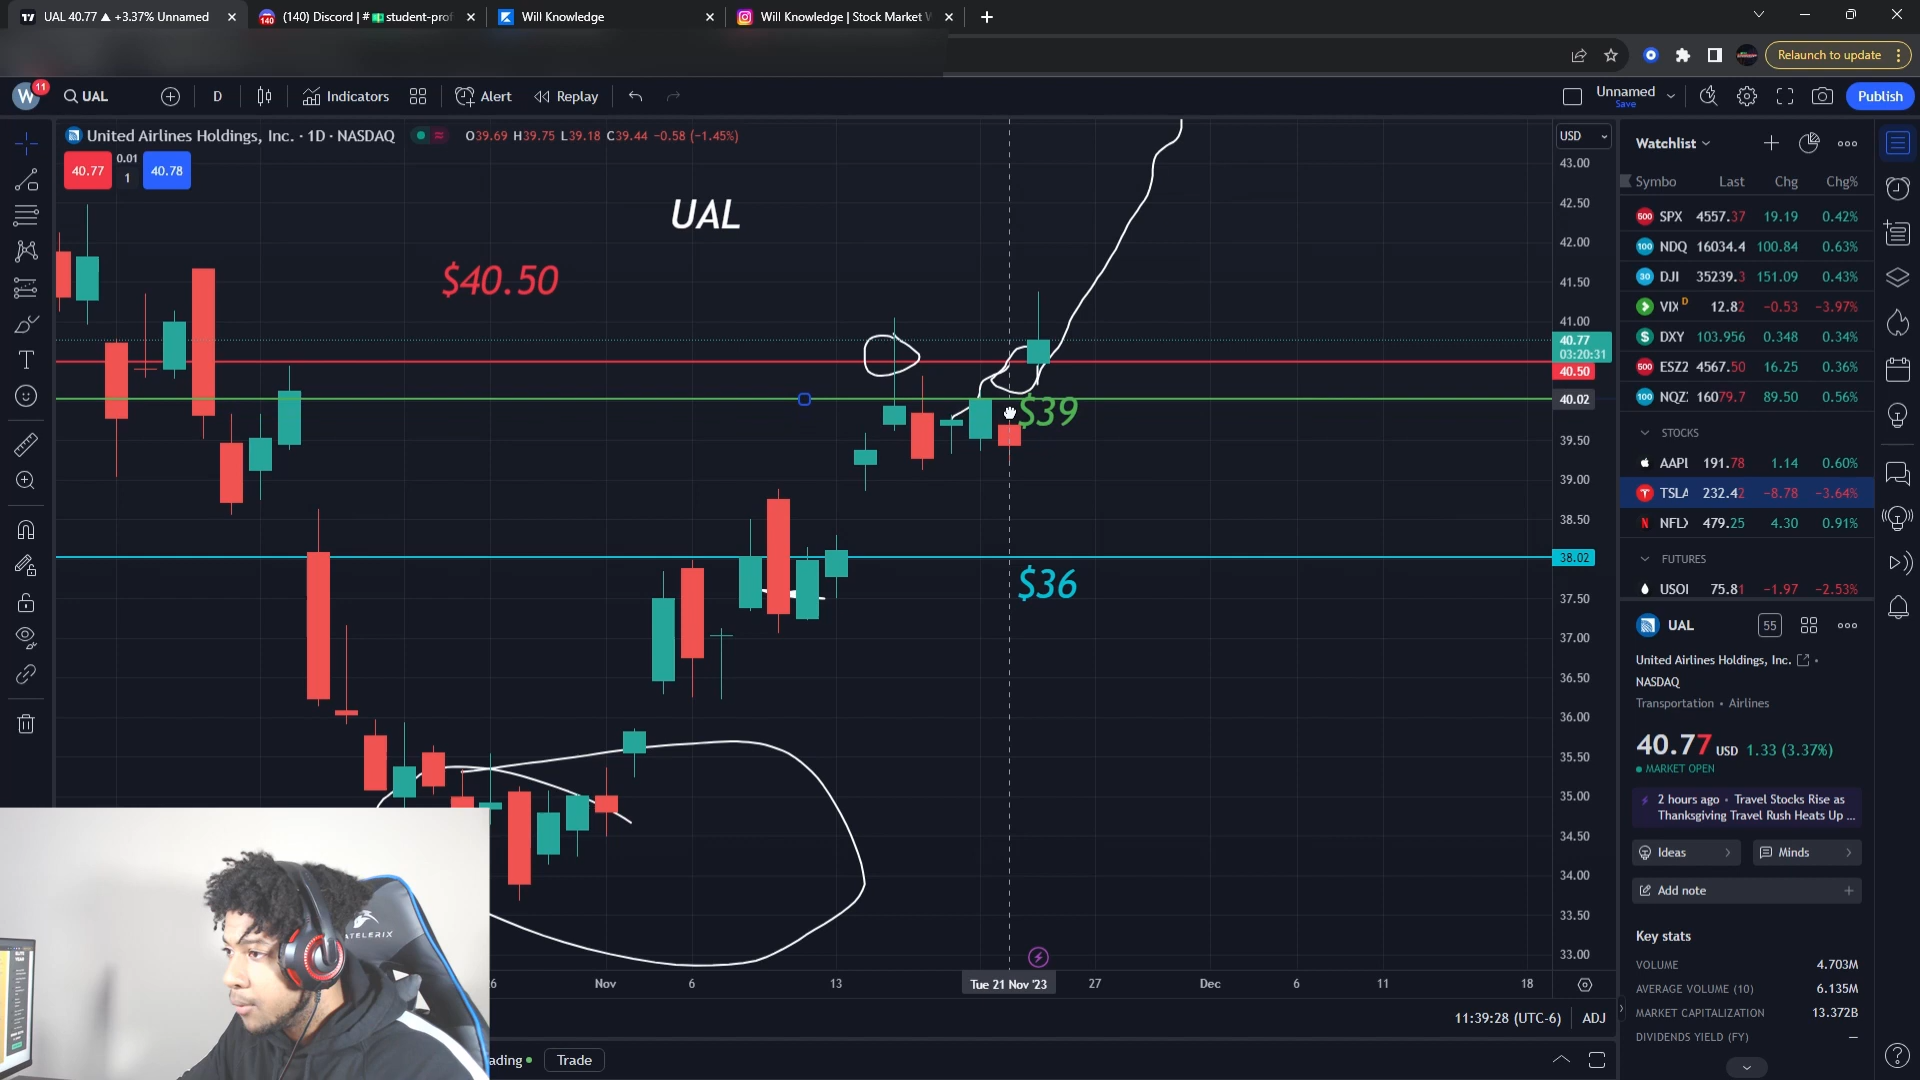 UAL 40.77 ▲ +3.37% Unnamed
(140) Discord | # student-prof
Will Knowledge
Will Knowledge | Stock Market W
Relaunch to update
W 11
UAL
D
Indicators
Alert
Replay
Unnamed
Save
Publish
United Airlines Holdings, Inc. · 1D · NASDAQ
O39.69 H39.75 L39.18 C39.44 −0.58 (−1.45%)
40.77
0.01
1
40.78
UAL
$40.50
$39
$36
USD
43.00
42.50
42.00
41.50
41.00
40.77
03:20:31
40.50
40.02
39.50
39.00
38.50
38.02
37.50
37.00
36.50
36.00
35.50
35.00
34.50
34.00
33.50
33.00
6
Nov
6
13
Tue 21 Nov '23
27
Dec
6
11
18
11:39:28 (UTC-6)
ADJ
ading
Trade
ATELERIX
Watchlist
Symbo Last Chg Chg%
500 SPX 4557.37 19.19 0.42%
100 NDQ 16034.4 100.84 0.63%
30 DJI 35239.3 151.09 0.43%
VIX D 12.82 −0.53 −3.97%
$ DXY 103.956 0.348 0.34%
500 ESZ2 4567.50 16.25 0.36%
100 NQZ: 16079.7 89.50 0.56%
STOCKS
AAPL 191.78 1.14 0.60%
TSLA 232.42 −8.78 −3.64%
N NFLX 479.25 4.30 0.91%
FUTURES
USOI 75.81 −1.97 −2.53%
UAL
55
United Airlines Holdings, Inc.
NASDAQ
Transportation • Airlines
40.77 USD 1.33 (3.37%)
MARKET OPEN
2 hours ago • Travel Stocks Rise as
Thanksgiving Travel Rush Heats Up ...
Ideas
Minds
Add note
Key stats
VOLUME 4.703M
AVERAGE VOLUME (10) 6.135M
MARKET CAPITALIZATION 13.372B
DIVIDENDS YIELD (FY) —